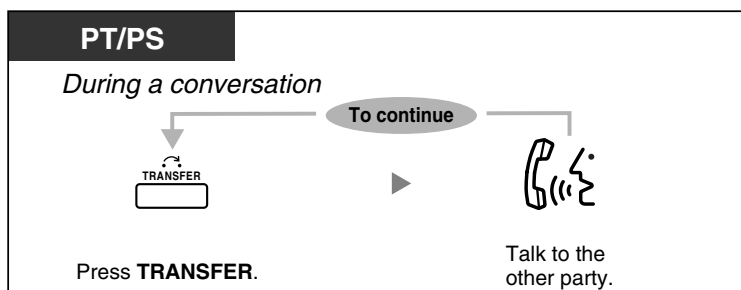 PT/PS
During a conversation
To continue
TRANSFER
Press TRANSFER.
Talk to the
other party.